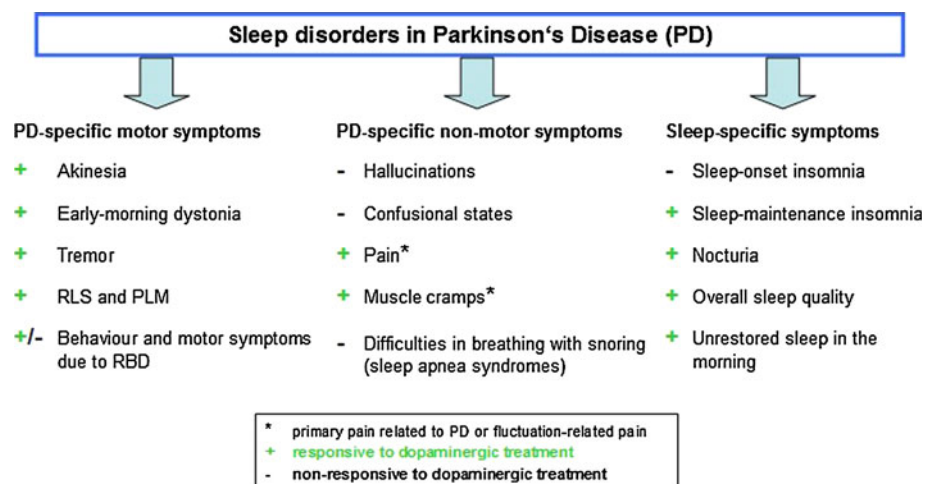 Sleep disorders in Parkinson‘s Disease (PD)
PD-specific motor symptoms
+ Akinesia
+ Early-morning dystonia
+ Tremor
+ RLS and PLM
+/- Behaviour and motor symptoms
due to RBD
PD-specific non-motor symptoms
- Hallucinations
- Confusional states
+ Pain*
+ Muscle cramps*
- Difficulties in breathing with snoring
(sleep apnea syndromes)
Sleep-specific symptoms
- Sleep-onset insomnia
+ Sleep-maintenance insomnia
+ Nocturia
+ Overall sleep quality
+ Unrestored sleep in the
morning
* primary pain related to PD or fluctuation-related pain
+ responsive to dopaminergic treatment
- non-responsive to dopaminergic treatment